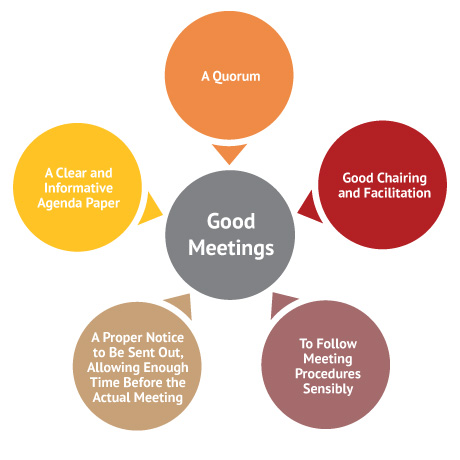 A Quorum
Good Chairing
and Facilitation
A Clear and
Informative
Agenda Paper
Good
Meetings
A Proper Notice
to Be Sent Out,
Allowing Enough
Time Before the
Actual Meeting
To Follow
Meeting
Procedures
Sensibly